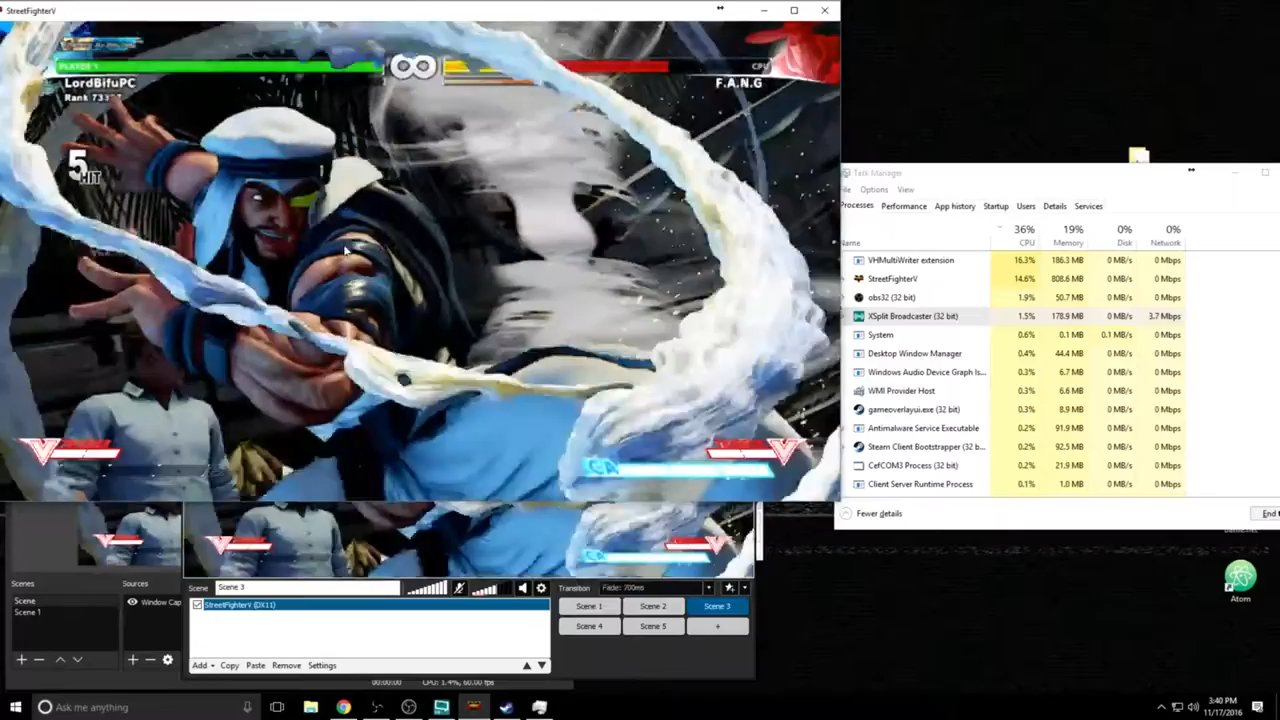 StreetFighterV
PLAYER 1
CPU
LordBifuPC
F.A.N.G
5
HIT
Task Manager
File Options View
Processes Performance App history Startup Users Details Services
36% 19% 0% 0%
Name CPU Memory Disk Network
VHMultiWriter extension 16.3% 186.3 MB 0 MB/s 0 Mbps
StreetFighterV 14.6% 808.6 MB 0 MB/s 0 Mbps
obs32 (32 bit) 1.9% 50.7 MB 0 MB/s 0 Mbps
XSplit Broadcaster (32 bit) 1.5% 178.9 MB 0 MB/s 3.7 Mbps
System 0.6% 0.1 MB 0.1 MB/s 0 Mbps
Desktop Window Manager 0.4% 44.4 MB 0 MB/s 0 Mbps
Windows Audio Device Graph Is... 0.3% 6.7 MB 0 MB/s 0 Mbps
WMI Provider Host 0.3% 6.6 MB 0 MB/s 0 Mbps
gameoverlayui.exe (32 bit) 0.3% 8.9 MB 0 MB/s 0 Mbps
Antimalware Service Executable 0.2% 91.9 MB 0 MB/s 0 Mbps
Steam Client Bootstrapper (32 b... 0.2% 92.5 MB 0 MB/s 0 Mbps
CefCOM3 Process (32 bit) 0.2% 21.9 MB 0 MB/s 0 Mbps
Client Server Runtime Process 0.1% 1.0 MB 0 MB/s 0 Mbps
Fewer details
End
Scenes Sources
Scene
Scene 1
Window Cap
Scene Scene 3 Transition Fade: 700ms
StreetFighterV (DX11)
Scene 1 Scene 2 Scene 3
Scene 4 Scene 5 +
Add Copy Paste Remove Settings
00:00:00 CPU: 1.4%, 60.00 fps
Atom
Ask me anything
3:40 PM
11/17/2016